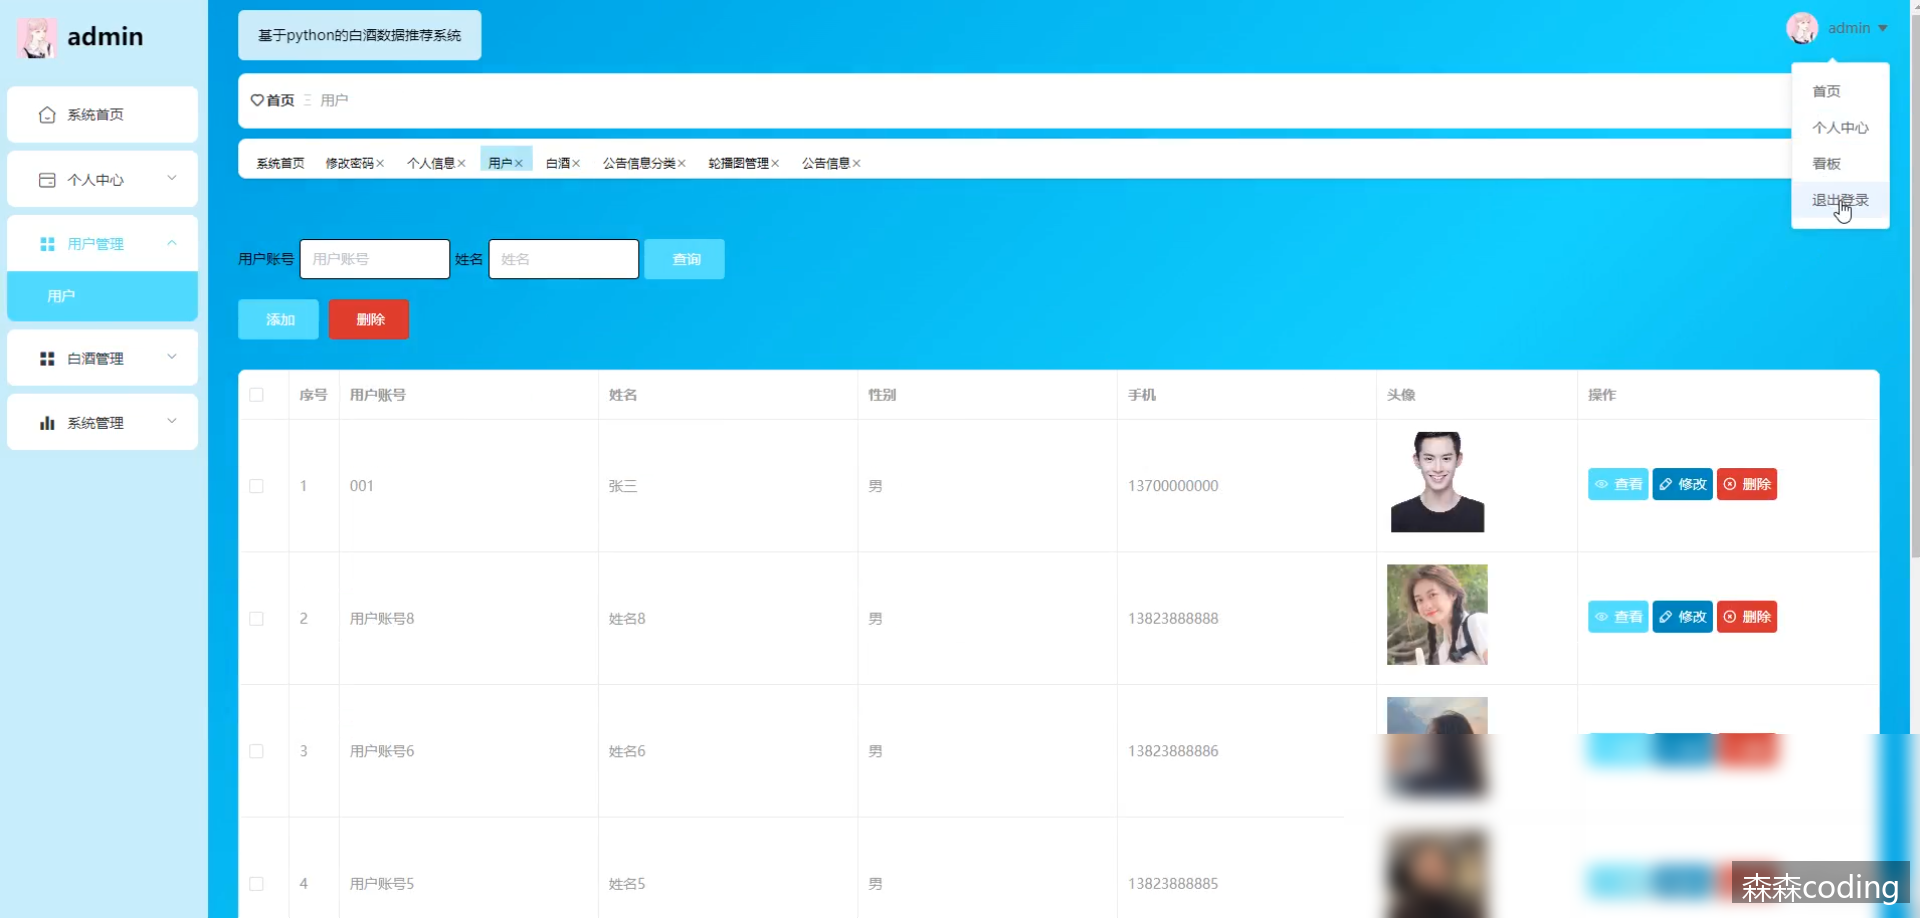 admin
系统首页
个人中心
用户管理
用户
白酒管理
系统管理
基于python的白酒数据推荐系统
admin
首页 用户
首页
个人中心
看板
退出登录
系统首页 修改密码× 个人信息× 用户× 白酒× 公告信息分类× 轮播图管理× 公告信息×
用户账号 用户账号 姓名 姓名 查询
添加 删除
序号 用户账号 姓名 性别 手机 头像 操作
1 001 张三 男 13700000000 查看 修改 删除
2 用户账号8 姓名8 男 13823888888 查看 修改 删除
3 用户账号6 姓名6 男 13823888886
4 用户账号5 姓名5 男 13823888885
森森coding